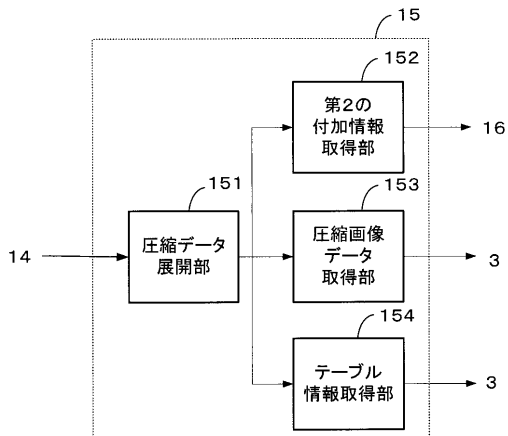 15
152
第2の
付加情報
取得部
16
151
153
圧縮データ
展開部
圧縮画像
データ
取得部
14
3
154
テーブル
情報取得部
3